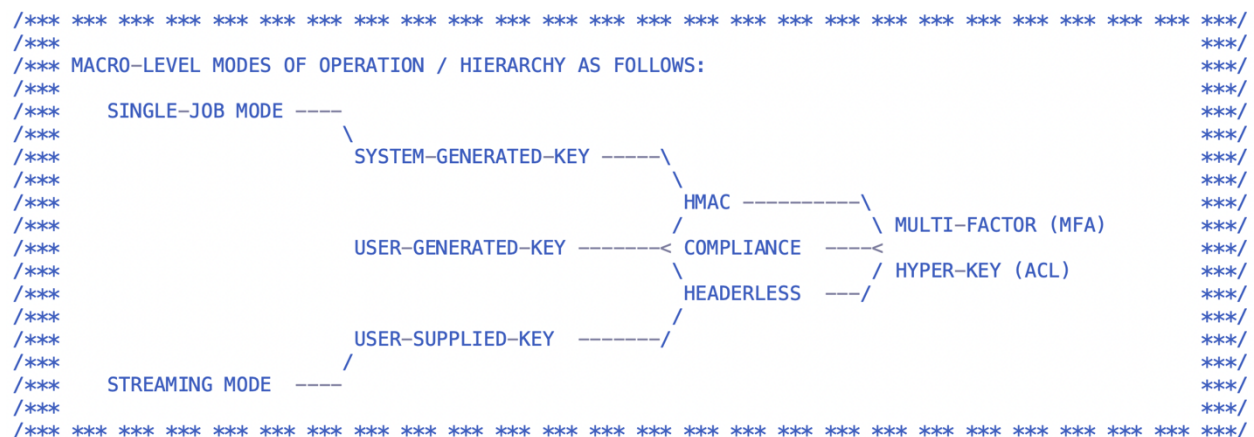 /*** *** *** *** *** *** *** *** *** *** *** *** *** *** *** *** *** *** *** *** *** *** *** *** *** ***/
/***                                                                                                 ***/
/*** MACRO-LEVEL MODES OF OPERATION / HIERARCHY AS FOLLOWS:                                          ***/
/***                                                                                                 ***/
/***    SINGLE-JOB MODE ----                                                                         ***/
/***                        \                                                                        ***/
/***                         SYSTEM-GENERATED-KEY -----\                                             ***/
/***                                                    \                                            ***/
/***                                                     HMAC ----------\                            ***/
/***                                                    /                \ MULTI-FACTOR (MFA)        ***/
/***                         USER-GENERATED-KEY -------< COMPLIANCE  ----<                           ***/
/***                                                    \                / HYPER-KEY (ACL)           ***/
/***                                                     HEADERLESS  ---/                            ***/
/***                                                    /                                            ***/
/***                         USER-SUPPLIED-KEY  -------/                                             ***/
/***                        /                                                                        ***/
/***    STREAMING MODE  ----                                                                         ***/
/***                                                                                                 ***/
/*** *** *** *** *** *** *** *** *** *** *** *** *** *** *** *** *** *** *** *** *** *** *** *** *** ***/